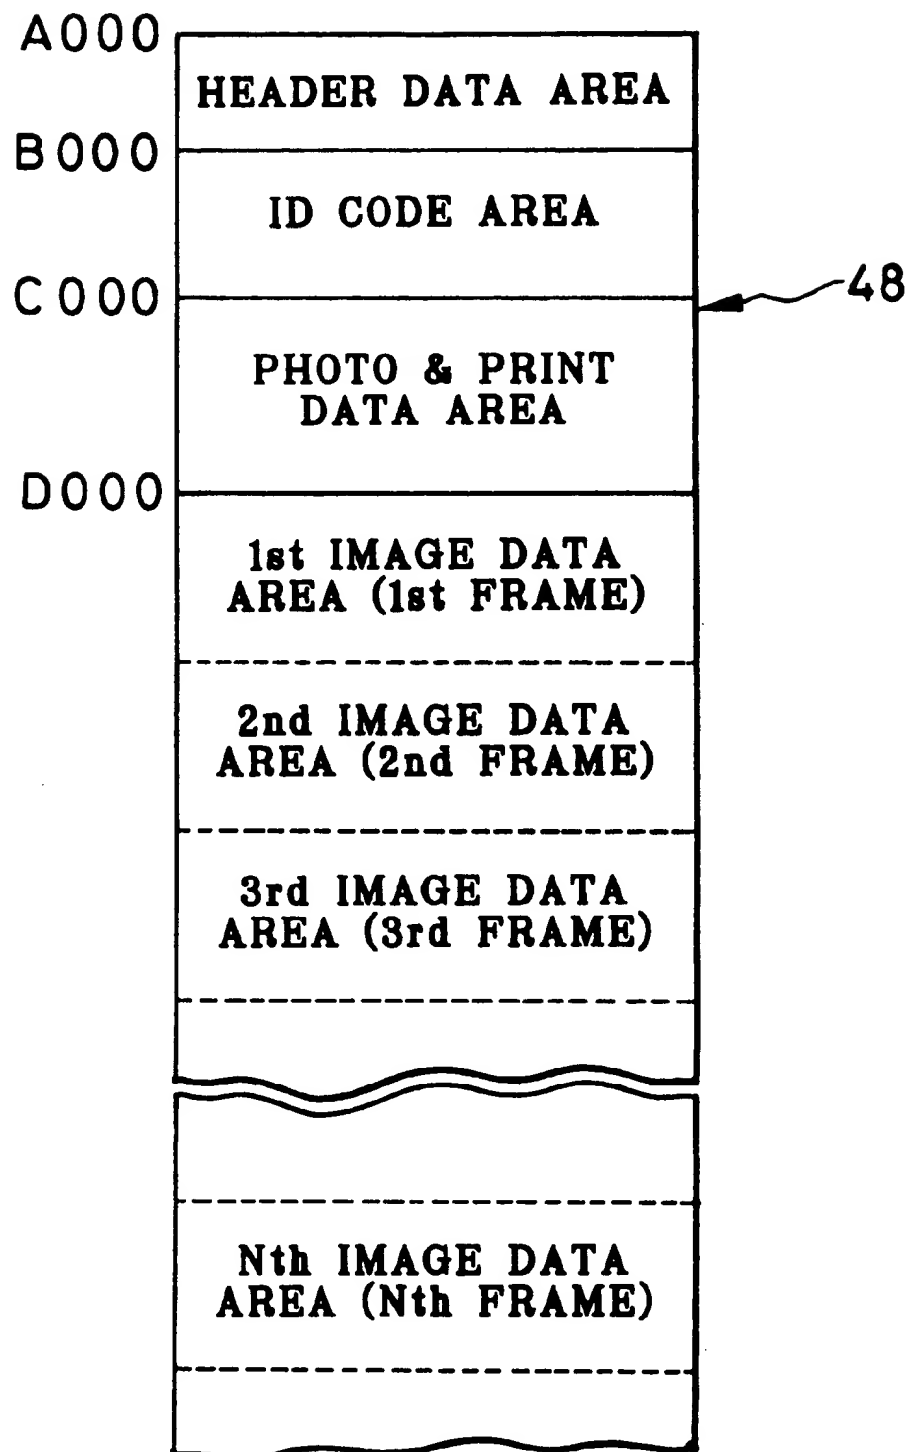 A000
HEADER DATA AREA
B000
ID CODE AREA
C000
48
PHOTO & PRINT
DATA AREA
D000
1st IMAGE DATA
AREA (1st FRAME)
2nd IMAGE DATA
AREA (2nd FRAME)
3rd IMAGE DATA
AREA (3rd FRAME)
Nth IMAGE DATA
AREA (Nth FRAME)